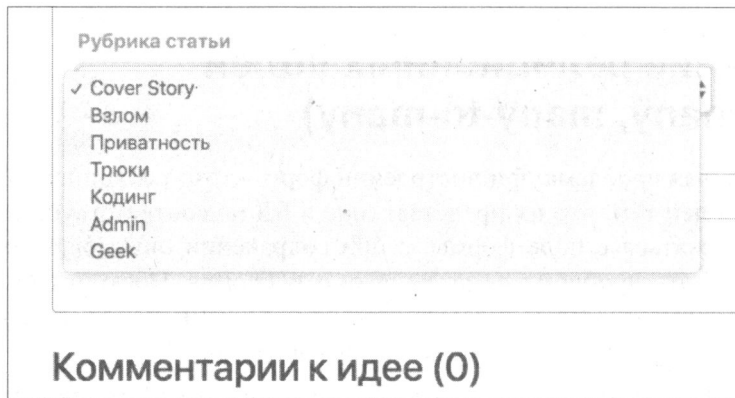 Рубрика статьи
✓ Cover Story
Взлом
Приватность
Трюки
Кодинг
Admin
Geek
Комментарии к идее (0)